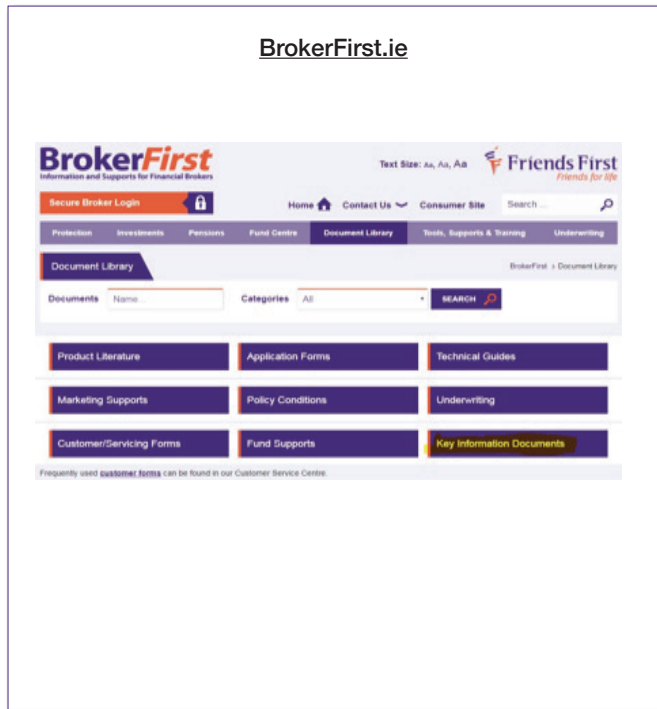 BrokerFirst.ie
BrokerFirst
Information and Supports for Financial Brokers
Text Size: Aa, Aa, Aa
Friends First
Friends for life
Secure Broker Login
Home Contact Us Consumer Site Search ...
Protection Investments Pensions Fund Centre Document Library Tools, Supports & Training Underwriting
Document Library
BrokerFirst > Document Library
Documents Name... Categories All SEARCH
Product Literature Application Forms Technical Guides
Marketing Supports Policy Conditions Underwriting
Customer/Servicing Forms Fund Supports Key Information Documents
Frequently used customer forms can be found in our Customer Service Centre.